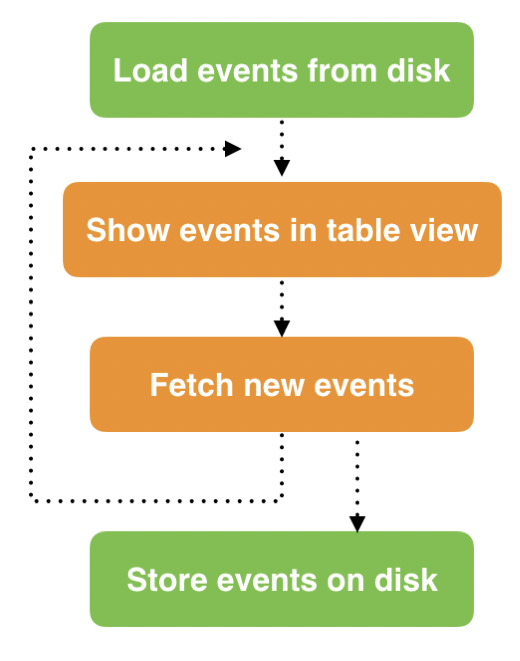 Load events from disk
Show events in table view
Fetch new events
Store events on disk